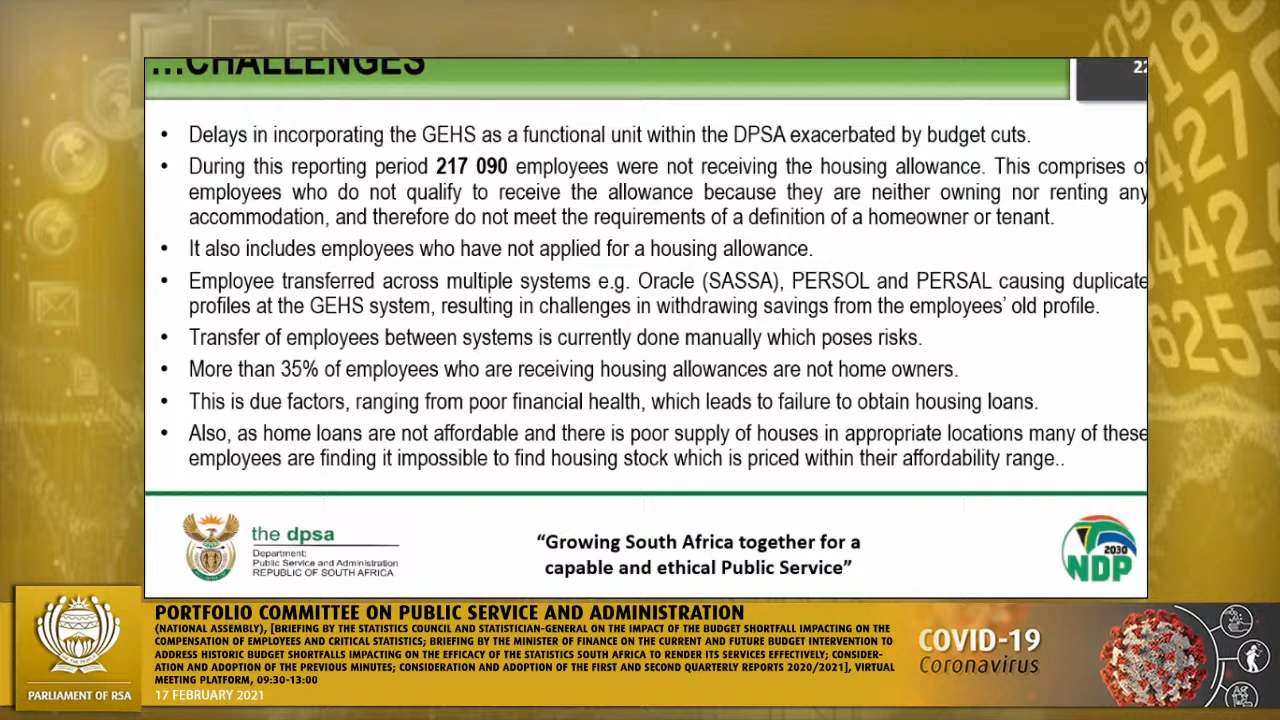 ...CHALLENGES
22
• Delays in incorporating the GEHS as a functional unit within the DPSA exacerbated by budget cuts.
• During this reporting period 217 090 employees were not receiving the housing allowance. This comprises of
employees who do not qualify to receive the allowance because they are neither owning nor renting any
accommodation, and therefore do not meet the requirements of a definition of a homeowner or tenant.
• It also includes employees who have not applied for a housing allowance.
• Employee transferred across multiple systems e.g. Oracle (SASSA), PERSOL and PERSAL causing duplicate
profiles at the GEHS system, resulting in challenges in withdrawing savings from the employees' old profile.
• Transfer of employees between systems is currently done manually which poses risks.
• More than 35% of employees who are receiving housing allowances are not home owners.
• This is due factors, ranging from poor financial health, which leads to failure to obtain housing loans.
• Also, as home loans are not affordable and there is poor supply of houses in appropriate locations many of these
employees are finding it impossible to find housing stock which is priced within their affordability range..
the dpsa
Department:
Public Service and Administration
REPUBLIC OF SOUTH AFRICA
“Growing South Africa together for a
capable and ethical Public Service”
2030
NDP
PARLIAMENT OF RSA
PORTFOLIO COMMITTEE ON PUBLIC SERVICE AND ADMINISTRATION
(NATIONAL ASSEMBLY), [BRIEFING BY THE STATISTICS COUNCIL AND STATISTICIAN-GENERAL ON THE IMPACT OF THE BUDGET SHORTFALL IMPACTING ON THE
COMPENSATION OF EMPLOYEES AND CRITICAL STATISTICS; BRIEFING BY THE MINISTER OF FINANCE ON THE CURRENT AND FUTURE BUDGET INTERVENTION TO
ADDRESS HISTORIC BUDGET SHORTFALLS IMPACTING ON THE EFFICACY OF THE STATISTICS SOUTH AFRICA TO RENDER ITS SERVICES EFFECTIVELY; CONSIDER-
ATION AND ADOPTION OF THE PREVIOUS MINUTES; CONSIDERATION AND ADOPTION OF THE FIRST AND SECOND QUARTERLY REPORTS 2020/2021], VIRTUAL
MEETING PLATFORM, 09:30-13:00
17 FEBRUARY 2021
COVID-19
Coronavirus